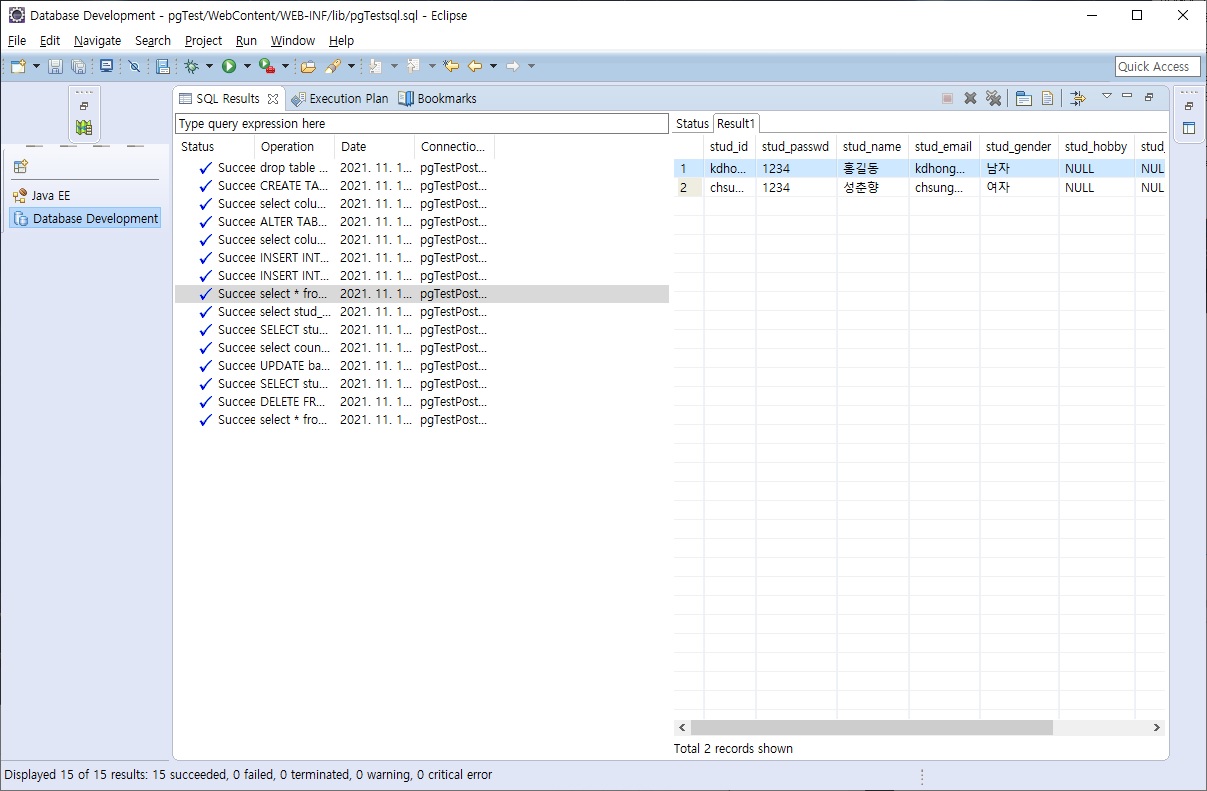 Database Development - pgTest/WebContent/WEB-INF/lib/pgTestsql.sql - Eclipse
File Edit Navigate Search Project Run Window Help
Quick Access
SQL Results Execution Plan Bookmarks
Type query expression here
Status Result1
Status Operation Date Connectio...
stud_id stud_passwd stud_name stud_email stud_gender stud_hobby stud_
Java EE
Database Development
Succee drop table ... 2021. 11. 1... pgTestPost...
Succee CREATE TA... 2021. 11. 1... pgTestPost...
Succee select colu... 2021. 11. 1... pgTestPost...
Succee ALTER TAB... 2021. 11. 1... pgTestPost...
Succee select colu... 2021. 11. 1... pgTestPost...
Succee INSERT INT... 2021. 11. 1... pgTestPost...
Succee INSERT INT... 2021. 11. 1... pgTestPost...
Succee select * fro... 2021. 11. 1... pgTestPost...
Succee select stud_... 2021. 11. 1... pgTestPost...
Succee SELECT stu... 2021. 11. 1... pgTestPost...
Succee select coun... 2021. 11. 1... pgTestPost...
Succee UPDATE ba... 2021. 11. 1... pgTestPost...
Succee SELECT stu... 2021. 11. 1... pgTestPost...
Succee DELETE FR... 2021. 11. 1... pgTestPost...
Succee select * fro... 2021. 11. 1... pgTestPost...
1 kdho... 1234 홍길동 kdhong... 남자 NULL NUL
2 chsu... 1234 성춘향 chsung... 여자 NULL NUL
Total 2 records shown
Displayed 15 of 15 results: 15 succeeded, 0 failed, 0 terminated, 0 warning, 0 critical error